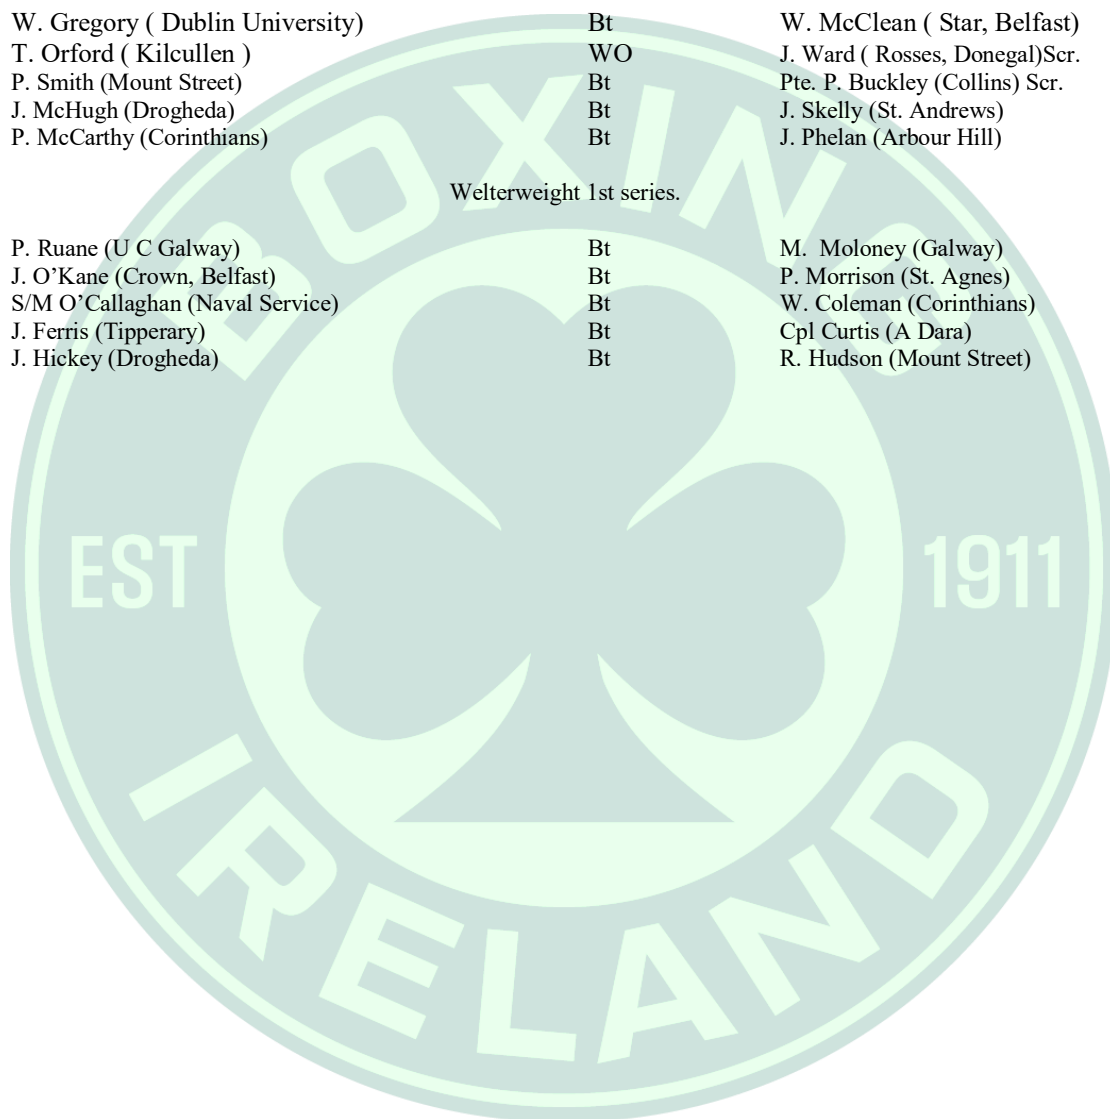 W. Gregory ( Dublin University) Bt W. McClean ( Star, Belfast)
T. Orford ( Kilcullen ) WO J. Ward ( Rosses, Donegal)Scr.
P. Smith (Mount Street) Bt Pte. P. Buckley (Collins) Scr.
J. McHugh (Drogheda) Bt J. Skelly (St. Andrews)
P. McCarthy (Corinthians) Bt J. Phelan (Arbour Hill)
Welterweight 1st series.
P. Ruane (U C Galway) Bt M. Moloney (Galway)
J. O’Kane (Crown, Belfast) Bt P. Morrison (St. Agnes)
S/M O’Callaghan (Naval Service) Bt W. Coleman (Corinthians)
J. Ferris (Tipperary) Bt Cpl Curtis (A Dara)
J. Hickey (Drogheda) Bt R. Hudson (Mount Street)
BOXING
EST 1911
IRELAND